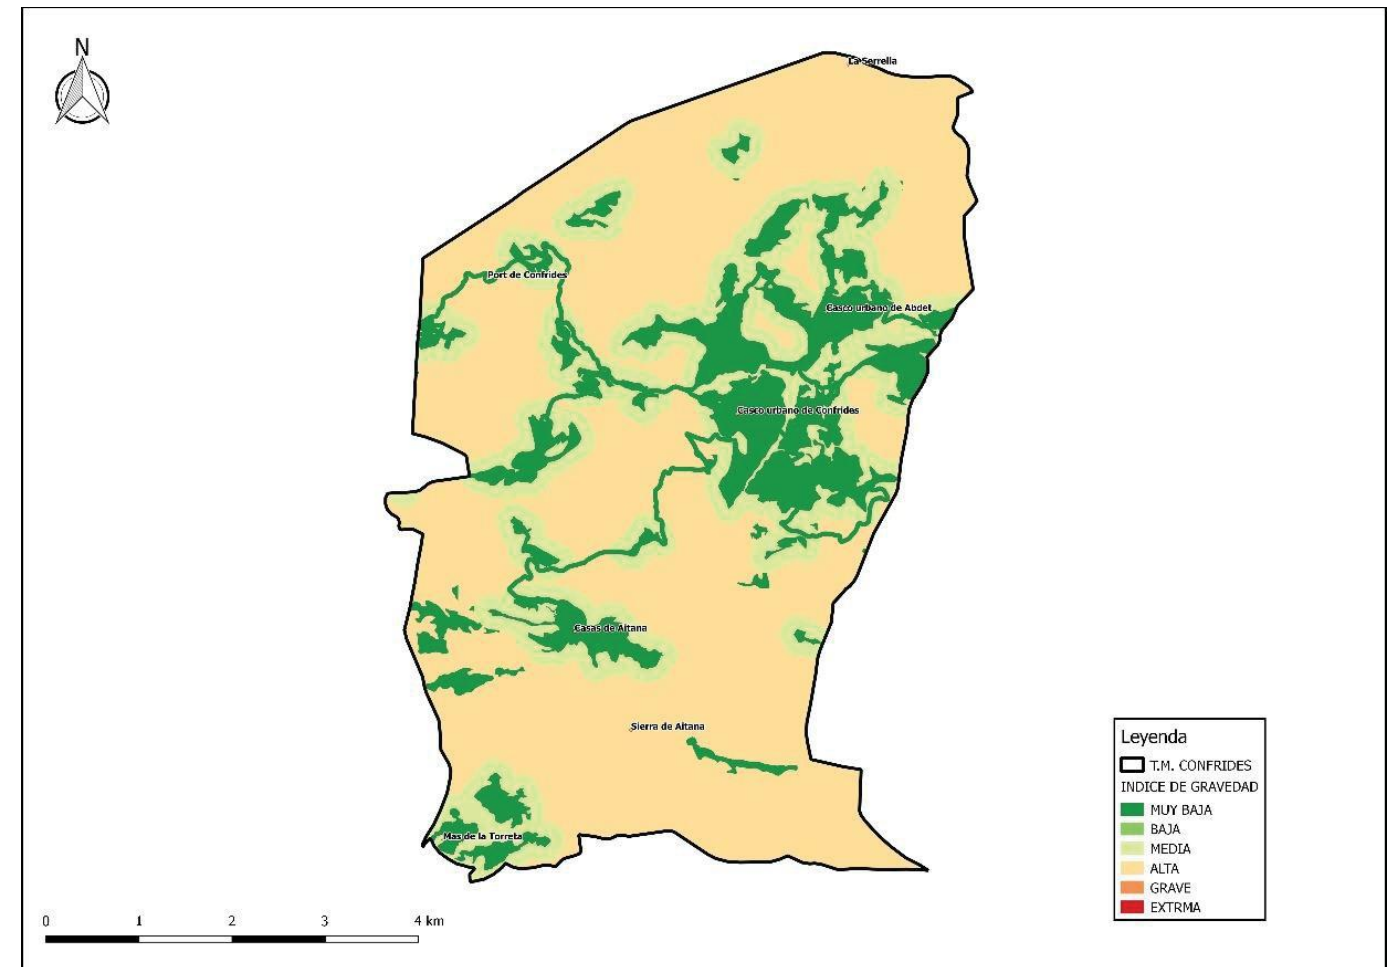 N
La Serrella
Port de Confrides
Casco urbano de Abdet
Casco urbano de Confrides
Casas de Aitana
Sierra de Aitana
Mas de la Torreta
Leyenda
T.M. CONFRIDES
INDICE DE GRAVEDAD
MUY BAJA
BAJA
MEDIA
ALTA
GRAVE
EXTRMA
0 1 2 3 4 km